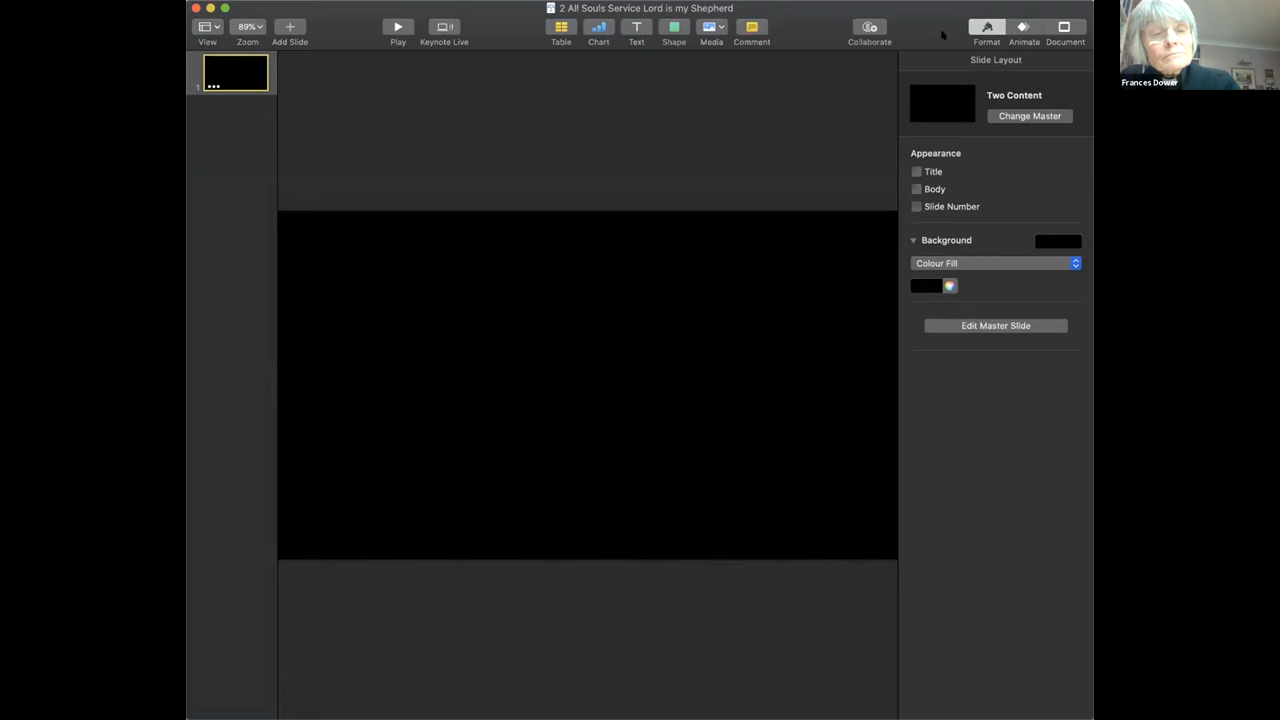 2 All Souls Service Lord is my Shepherd
89%
View
Zoom
Add Slide
Play
Keynote Live
Table
Chart
Text
Shape
Media
Comment
Collaborate
Format
Animate
Document
1
Slide Layout
Two Content
Change Master
Appearance
Title
Body
Slide Number
Background
Colour Fill
Edit Master Slide
Frances Dower